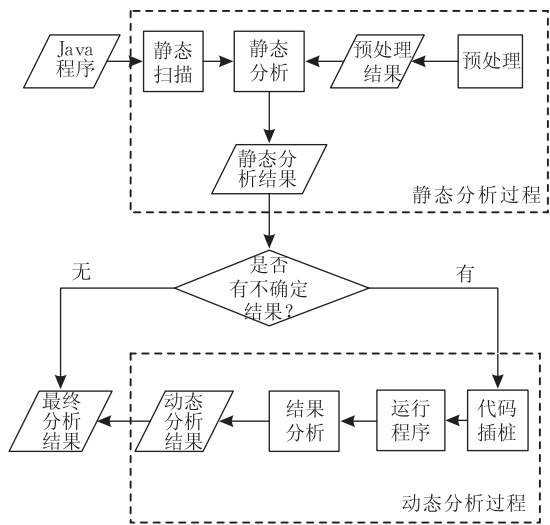 Java
程序
静态
扫描
静态
分析
预处理
结果
预处理
静态分
析结果
静态分析过程
是否
有不确定
结果?
无
有
最终
分析
结果
动态
分析
结果
结果
分析
运行
程序
代码
插桩
动态分析过程